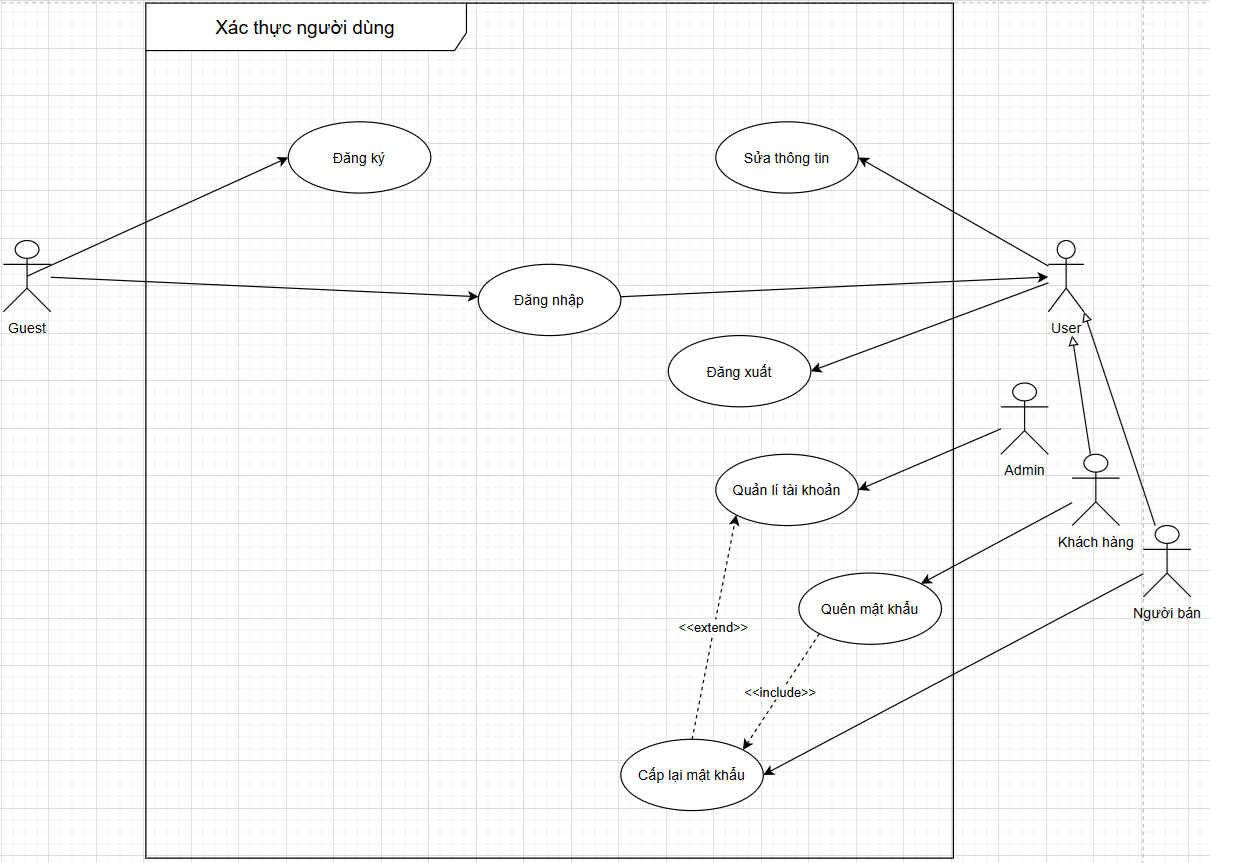 Xác thực người dùng
Đăng ký
Sửa thông tin
Đăng nhập
Guest
User
Đăng xuất
Admin
Quản lí tài khoản
Khách hàng
Quên mật khẩu
Người bán
<<extend>>
<<include>>
Cấp lại mật khẩu